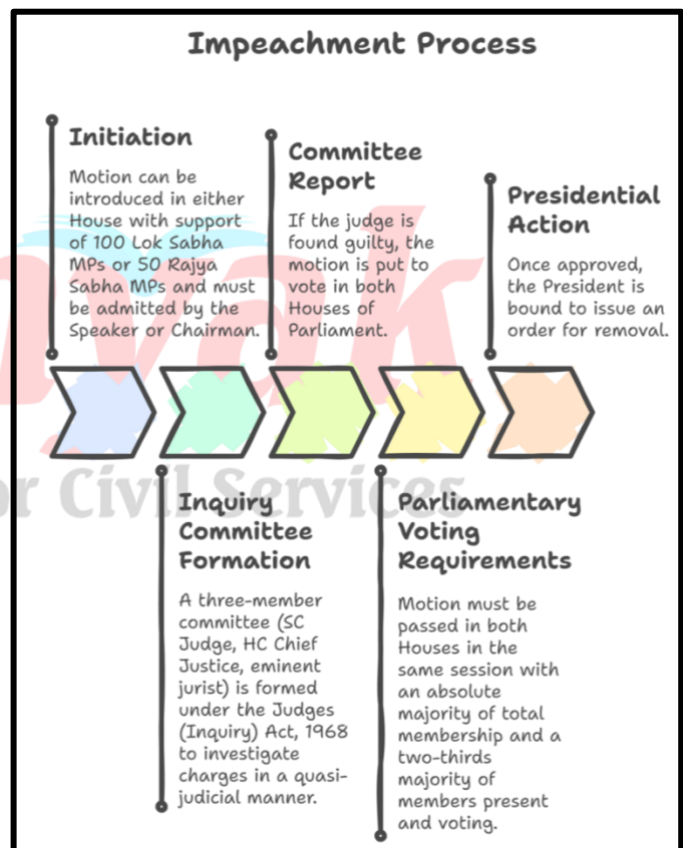 Impeachment Process
Initiation
Motion can be
introduced in either
House with support
of 100 Lok Sabha
MPs or 50 Rajya
Sabha MPs and must
be admitted by the
Speaker or Chairman.
Committee
Report
If the judge is
found guilty, the
motion is put to
vote in both
Houses of
Parliament.
Presidential
Action
Once approved,
the President is
bound to issue an
order for removal.
or Civil Services
Inquiry
Committee
Formation
A three-member
committee (SC
Judge, HC Chief
Justice, eminent
jurist) is formed
under the Judges
(Inquiry) Act, 1968
to investigate
charges in a quasi-
judicial manner.
Parliamentary
Voting
Requirements
Motion must be
passed in both
Houses in the
same session with
an absolute
majority of total
membership and a
two-thirds
majority of
members present
and voting.